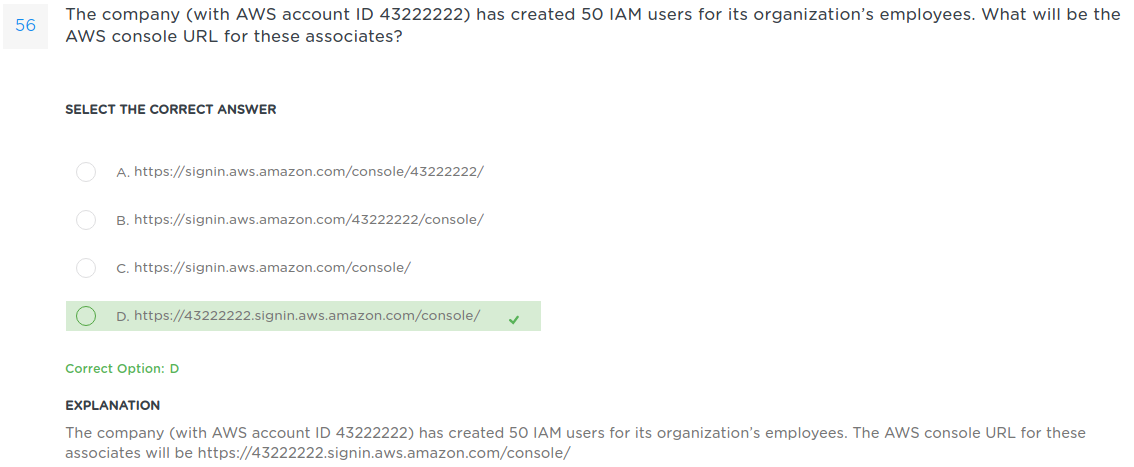 56
The company (with AWS account ID 43222222) has created 50 IAM users for its organization’s employees. What will be the
AWS console URL for these associates?
SELECT THE CORRECT ANSWER
A. https://signin.aws.amazon.com/console/43222222/
B. https://signin.aws.amazon.com/43222222/console/
C. https://signin.aws.amazon.com/console/
D. https://43222222.signin.aws.amazon.com/console/
Correct Option: D
EXPLANATION
The company (with AWS account ID 43222222) has created 50 IAM users for its organization’s employees. The AWS console URL for these
associates will be https://43222222.signin.aws.amazon.com/console/